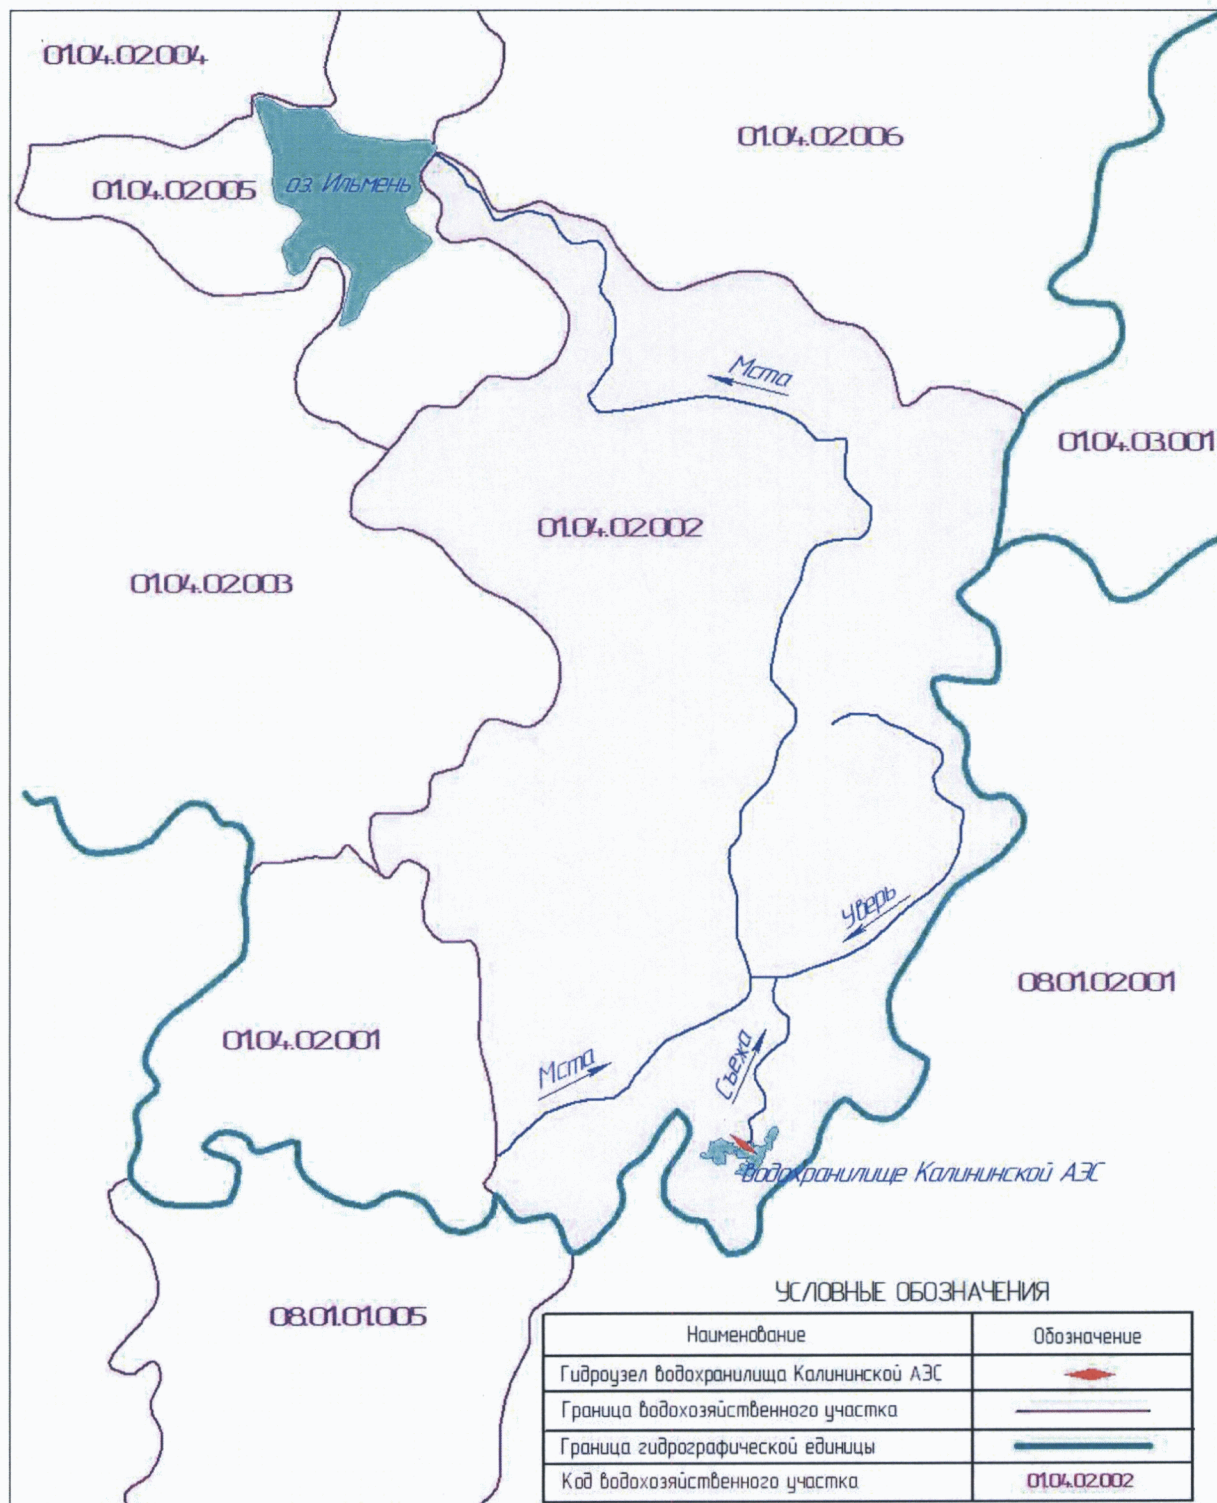 01.04.02.004
01.04.02.006
01.04.02.005
оз. Ильмень
Мста
01.04.03.001
01.04.02.002
01.04.02.003
Уверь
08.01.02.001
01.04.02.001
Мста
Съежа
водохранилище Калининской АЭС
08.01.01.005
УСЛОВНЫЕ ОБОЗНАЧЕНИЯ
Наименование Обозначение
Гидроузел водохранилища Калининской АЭС
Граница водохозяйственного участка
Граница гидрографической единицы
Код водохозяйственного участка 01.04.02.002